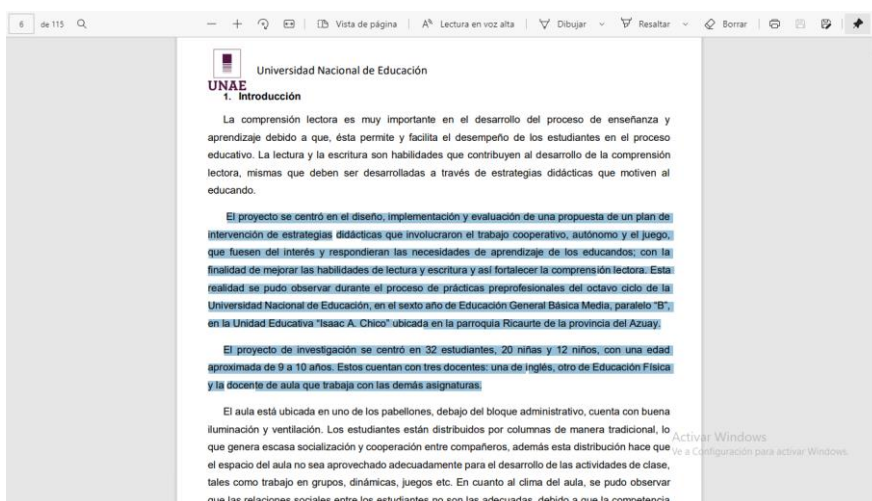 6 de 115 Vista de página Lectura en voz alta Dibujar Resaltar Borrar
Universidad Nacional de Educación
UNAE
1. Introducción
La comprensión lectora es muy importante en el desarrollo del proceso de enseñanza y
aprendizaje debido a que, ésta permite y facilita el desempeño de los estudiantes en el proceso
educativo. La lectura y la escritura son habilidades que contribuyen al desarrollo de la comprensión
lectora, mismas que deben ser desarrolladas a través de estrategias didácticas que motiven al
educando.
El proyecto se centró en el diseño, implementación y evaluación de una propuesta de un plan de
intervención de estrategias didácticas que involucraron el trabajo cooperativo, autónomo y el juego,
que fuesen del interés y respondieran las necesidades de aprendizaje de los educandos; con la
finalidad de mejorar las habilidades de lectura y escritura y así fortalecer la comprensión lectora. Esta
realidad se pudo observar durante el proceso de prácticas preprofesionales del octavo ciclo de la
Universidad Nacional de Educación, en el sexto año de Educación General Básica Media, paralelo “B”,
en la Unidad Educativa “Isaac A. Chico” ubicada en la parroquia Ricaurte de la provincia del Azuay.
El proyecto de investigación se centró en 32 estudiantes, 20 niñas y 12 niños, con una edad
aproximada de 9 a 10 años. Estos cuentan con tres docentes: una de inglés, otro de Educación Física
y la docente de aula que trabaja con las demás asignaturas.
El aula está ubicada en uno de los pabellones, debajo del bloque administrativo, cuenta con buena
iluminación y ventilación. Los estudiantes están distribuidos por columnas de manera tradicional, lo
que genera escasa socialización y cooperación entre compañeros, además esta distribución hace que
el espacio del aula no sea aprovechado adecuadamente para el desarrollo de las actividades de clase,
tales como trabajo en grupos, dinámicas, juegos etc. En cuanto al clima del aula, se pudo observar
que las relaciones sociales entre los estudiantes no son las adecuadas, debido a que la competencia
Activar Windows
Ve a Configuración para activar Windows.